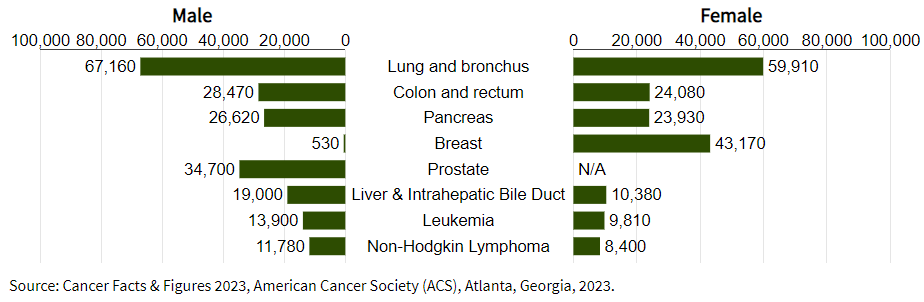 Male Female
100,000 80,000 60,000 40,000 20,000 0 0 20,000 40,000 60,000 80,000 100,000
67,160 Lung and bronchus 59,910
28,470 Colon and rectum 24,080
26,620 Pancreas 23,930
530 Breast 43,170
34,700 Prostate N/A
19,000 Liver & Intrahepatic Bile Duct 10,380
13,900 Leukemia 9,810
11,780 Non-Hodgkin Lymphoma 8,400
Source: Cancer Facts & Figures 2023, American Cancer Society (ACS), Atlanta, Georgia, 2023.